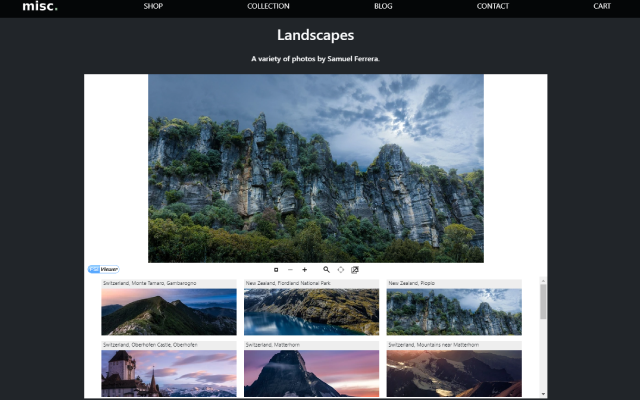 misc.
SHOP
COLLECTION
BLOG
CONTACT
CART
Landscapes
A variety of photos by Samuel Ferrera.
Viewer
Switzerland, Monte Tamaro, Gambarogno
New Zealand, Fiordland National Park
New Zealand, Piopio
Switzerland, Oberhofen Castle, Oberhofen
Switzerland, Matterhorn
Switzerland, Mountains near Matterhorn